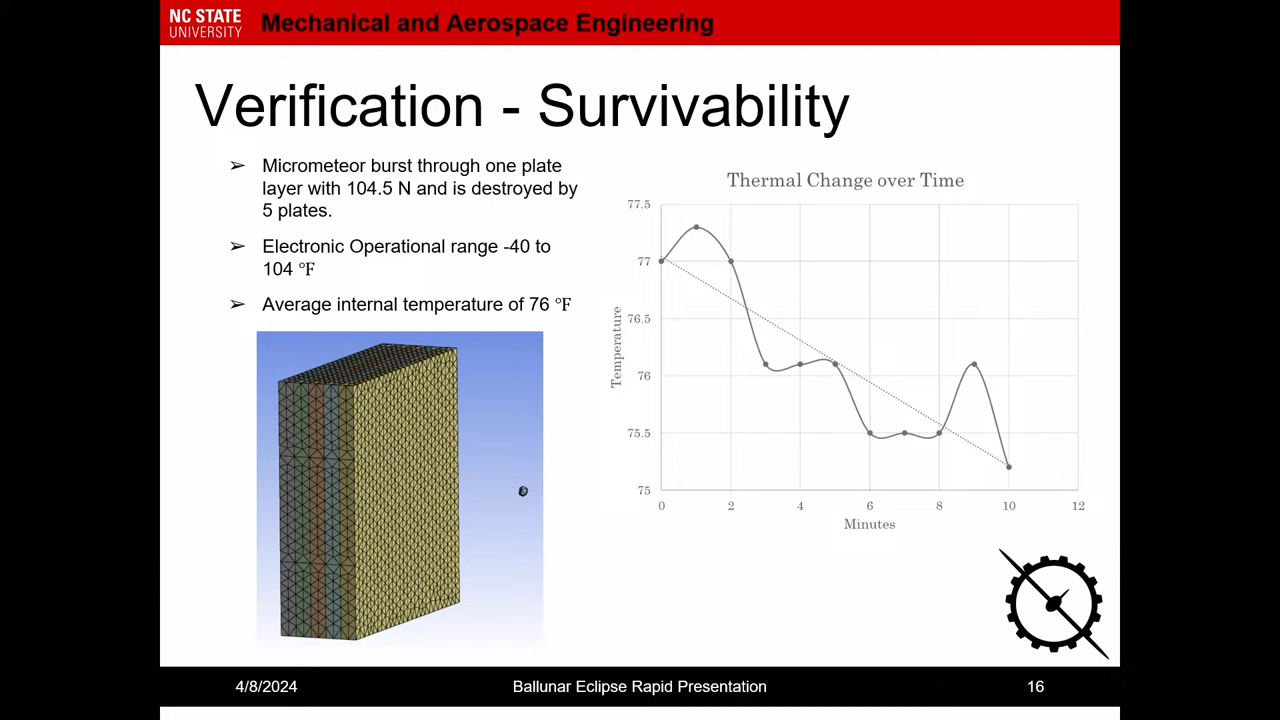 NC STATE
UNIVERSITY
Mechanical and Aerospace Engineering
Verification - Survivability
➢ Micrometeor burst through one plate
layer with 104.5 N and is destroyed by
5 plates.
➢ Electronic Operational range -40 to
104 °F
➢ Average internal temperature of 76 °F
Thermal Change over Time
77.5
77
76.5
76
75.5
75
Temperature
0 2 4 6 8 10 12
Minutes
4/8/2024 Ballunar Eclipse Rapid Presentation 16